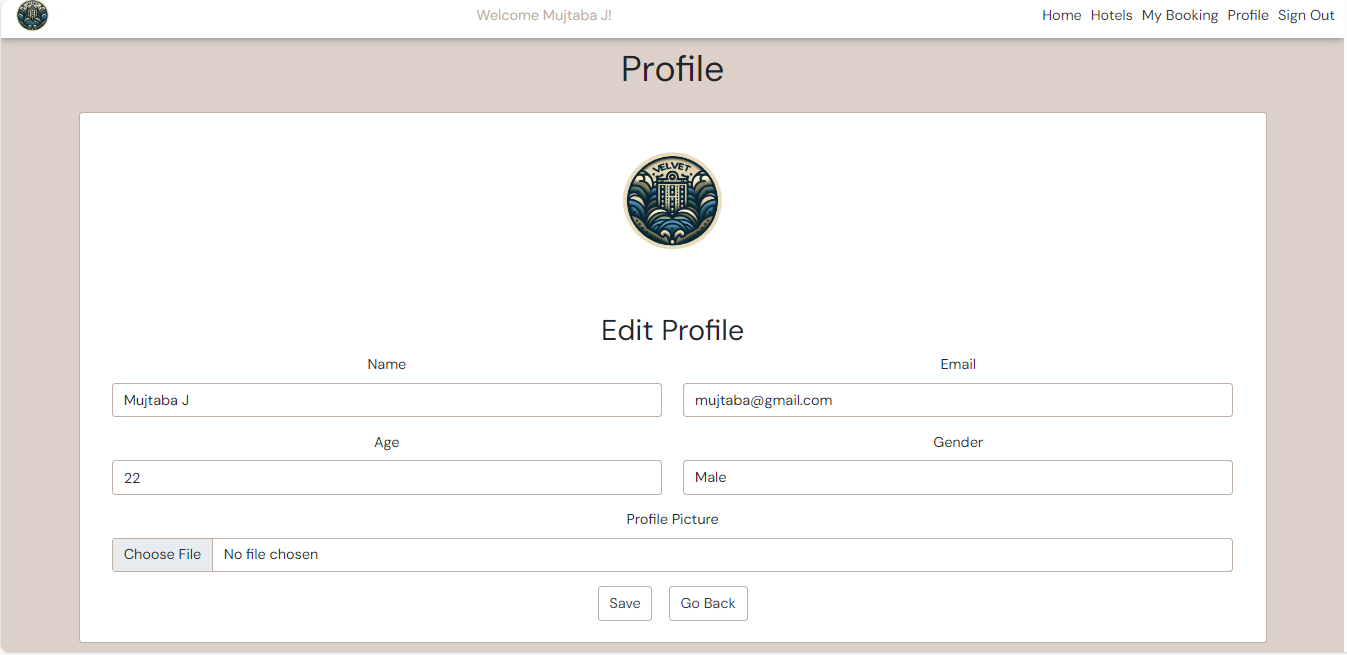 Welcome Mujtaba J!
Home Hotels My Booking Profile Sign Out
Profile
VELVET
Edit Profile
Name Email
Mujtaba J mujtaba@gmail.com
Age Gender
22 Male
Profile Picture
Choose File No file chosen
Save Go Back